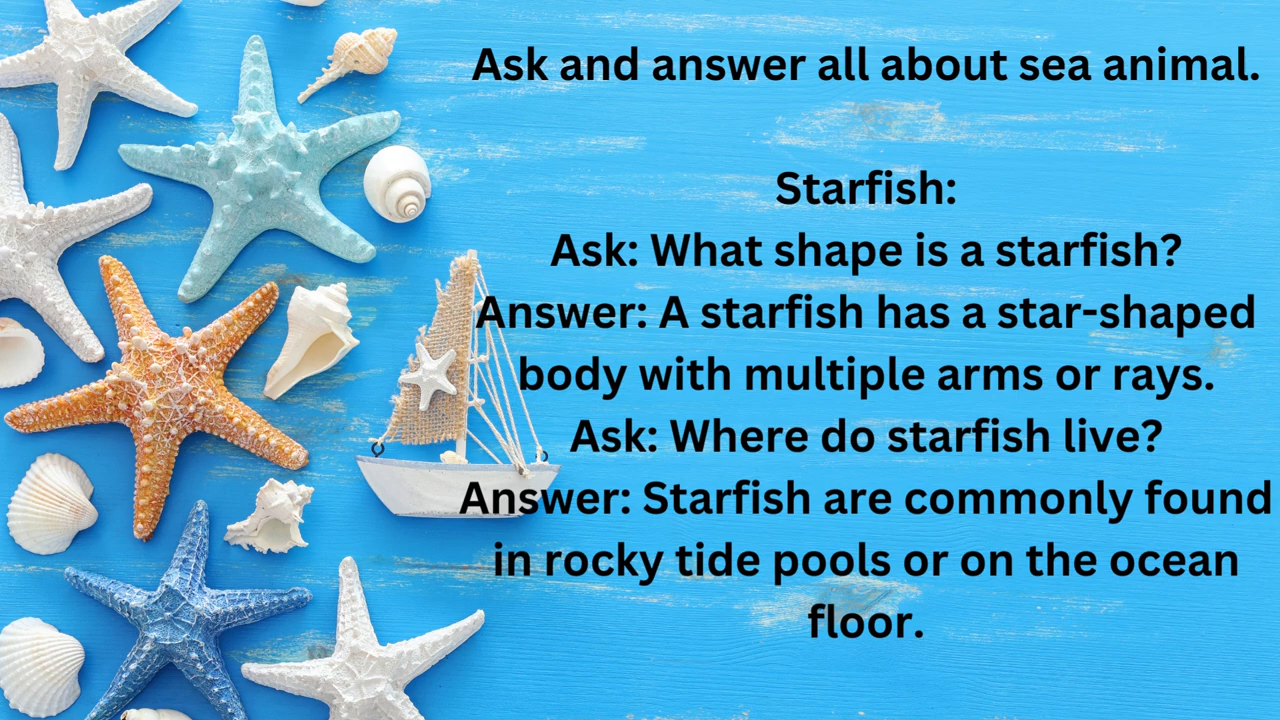 Ask and answer all about sea animal.
Starfish:
Ask: What shape is a starfish?
Answer: A starfish has a star-shaped
body with multiple arms or rays.
Ask: Where do starfish live?
Answer: Starfish are commonly found
in rocky tide pools or on the ocean
floor.